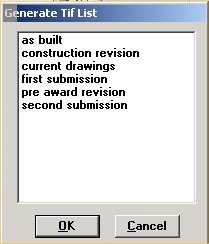 Generate Tif List
as built
construction revision
current drawings
first submission
pre award revision
second submission
OK
Cancel